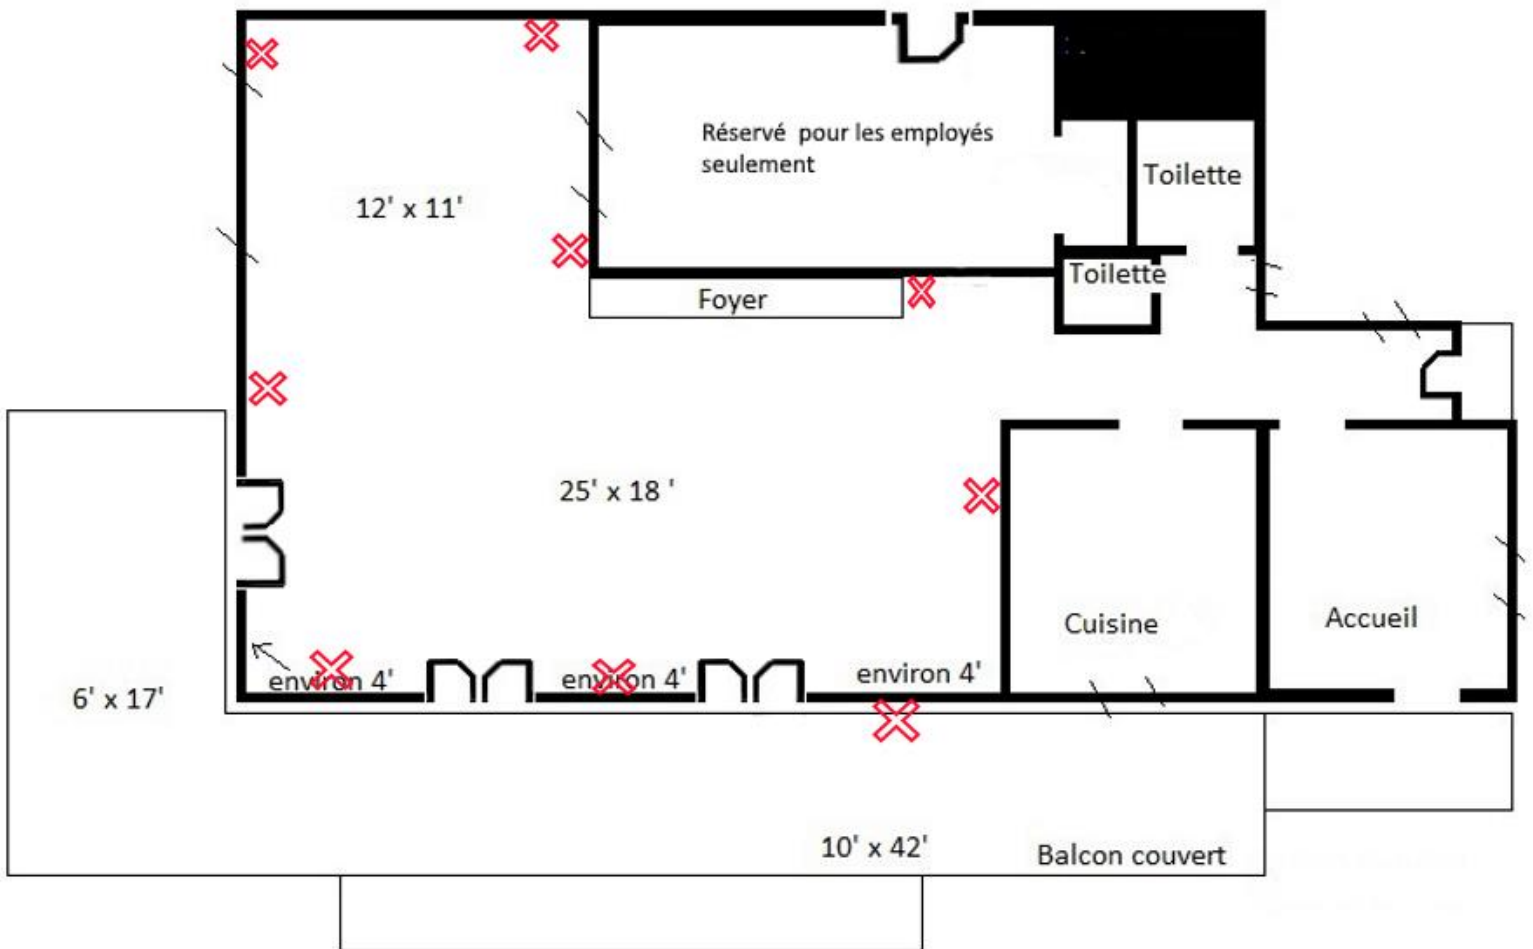 Réservé pour les employés
seulement
Toilette
12' x 11'
Toilette
Foyer
25' x 18 '
Cuisine
Accueil
environ 4'
environ 4'
environ 4'
6' x 17'
10' x 42'
Balcon couvert